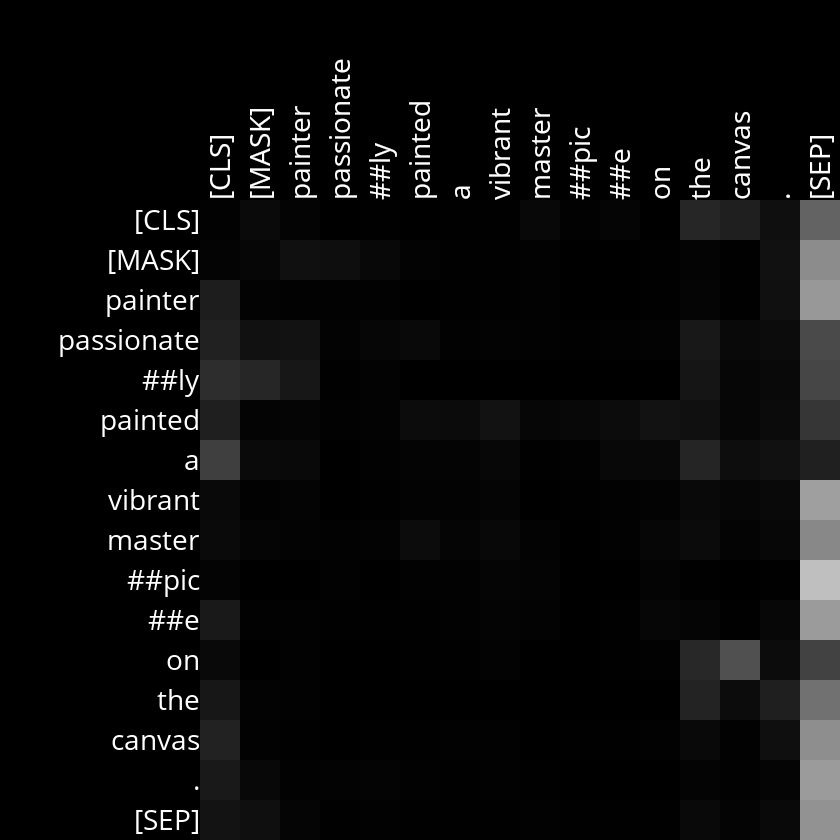 [CLS] [MASK] painter passionate ##ly painted a vibrant master ##pic ##e on the canvas . [SEP]
[CLS]
[MASK]
painter
passionate
##ly
painted
a
vibrant
master
##pic
##e
on
the
canvas
.
[SEP]